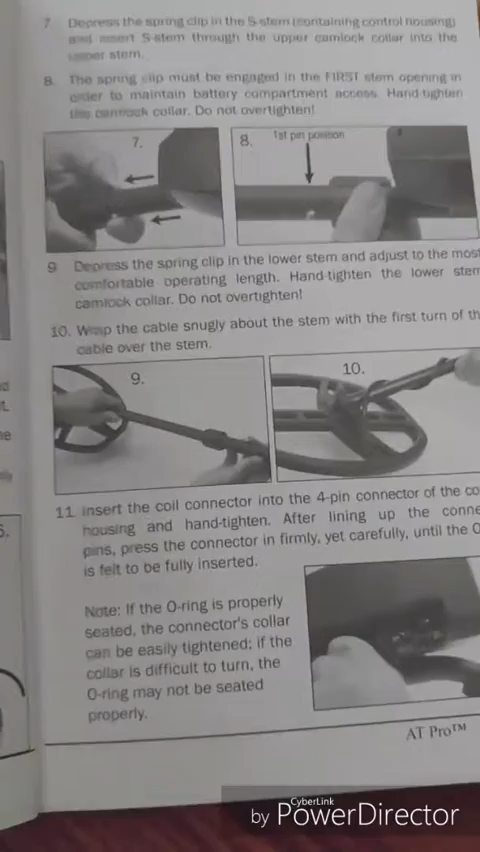 7. Depress the spring clip in the S-stem (containing control housing)
and insert S-stem through the upper camlock collar into the
upper stem.
8. The spring clip must be engaged in the FIRST stem opening in
order to maintain battery compartment access. Hand-tighten
this camlock collar. Do not overtighten!
7.
8.
1st pin position
9 Depress the spring clip in the lower stem and adjust to the most
comfortable operating length. Hand-tighten the lower stem
camlock collar. Do not overtighten!
10. Wrap the cable snugly about the stem with the first turn of th
cable over the stem.
9.
10.
11. Insert the coil connector into the 4-pin connector of the co
housing and hand-tighten. After lining up the conne
pins, press the connector in firmly, yet carefully, until the O
is felt to be fully inserted.
Note: If the O-ring is properly
seated, the connector's collar
can be easily tightened; if the
collar is difficult to turn, the
O-ring may not be seated
properly.
AT Pro™
CyberLink
by PowerDirector